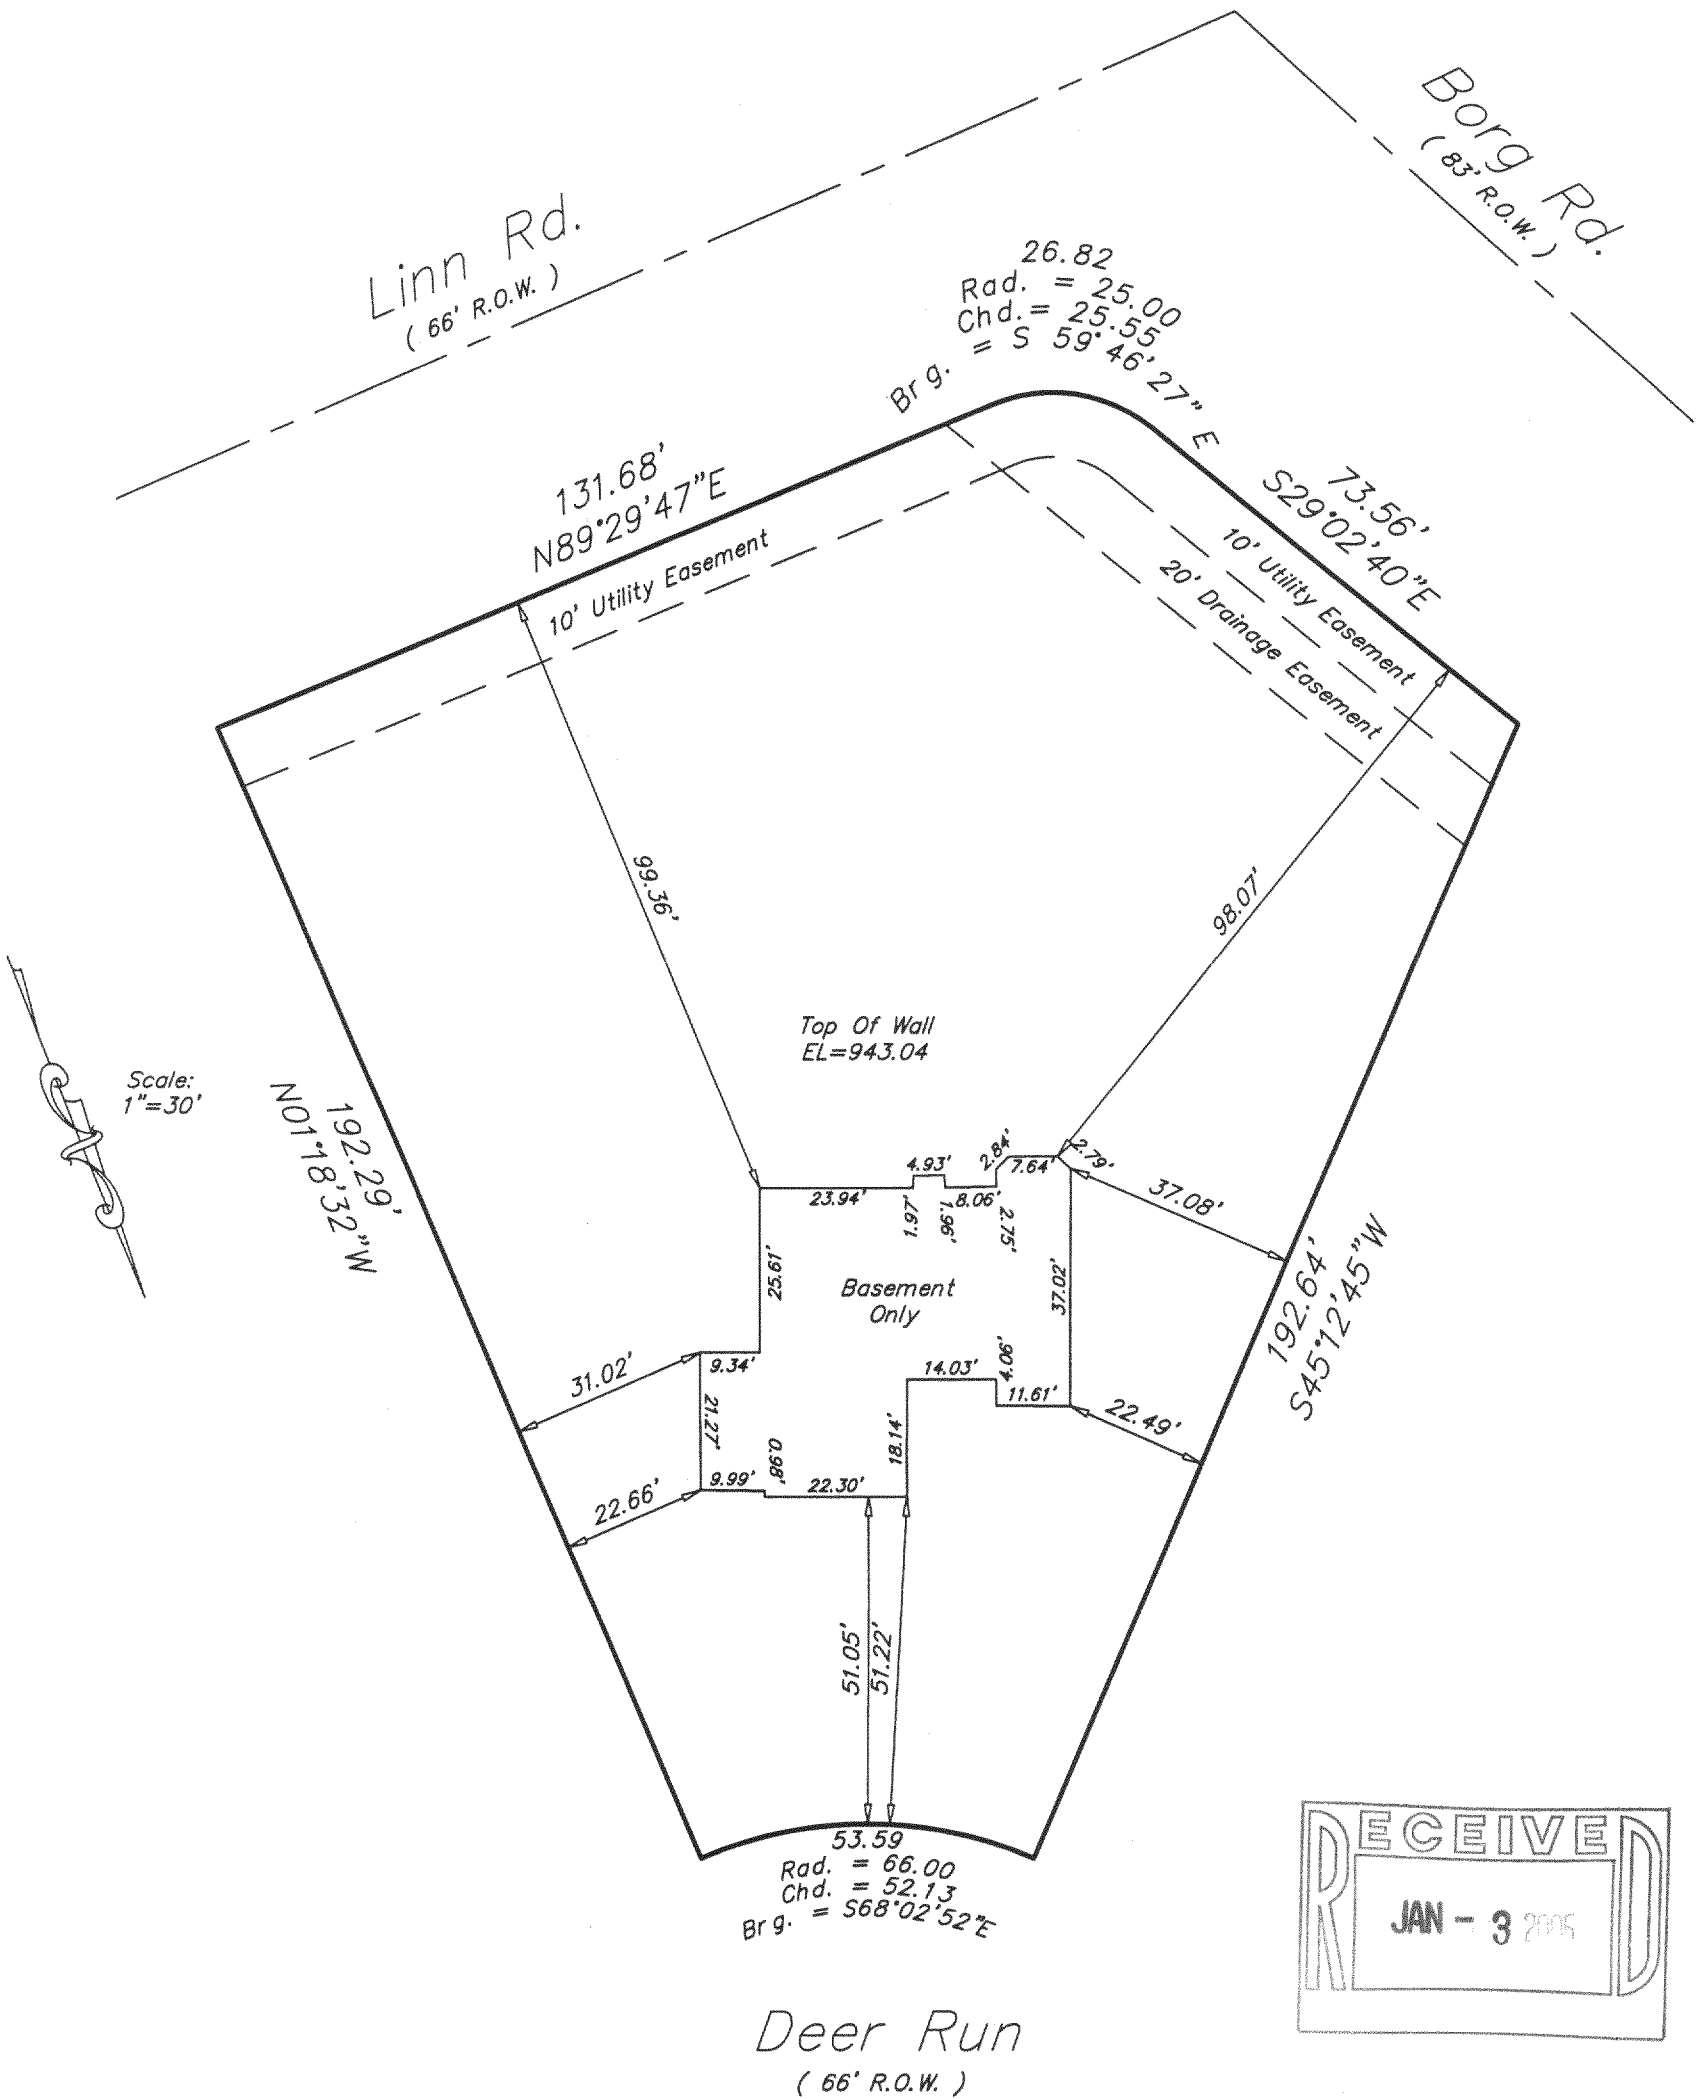 Borg Rd.
( 83' R.O.W. )
Linn Rd.
( 66' R.O.W. )
26.82
Rad. = 25.00
Chd. = 25.55
Brg. = S 59°46'27" E
131.68'
N89°29'47"E
73.56'
S29°02'40"E
10' Utility Easement
10' Utility Easement
20' Drainage Easement
99.36'
98.07'
Top Of Wall
EL=943.04
Scale:
1"=30'
192.29'
N01°18'32"W
4.93'
2.84'
7.64'
2.79'
23.94'
1.97'
1.96'
8.06'
2.75'
37.08'
25.61'
Basement
Only
37.02'
192.64'
S45°12'45"W
31.02'
9.34'
14.03'
4.06'
11.61'
21.27'
22.49'
18.14'
0.98'
9.99'
22.30'
22.66'
51.05'
51.22'
53.59
Rad. = 66.00
Chd. = 52.13
Brg. = S68°02'52"E
RECEIVED
JAN - 3
Deer Run
( 66' R.O.W. )